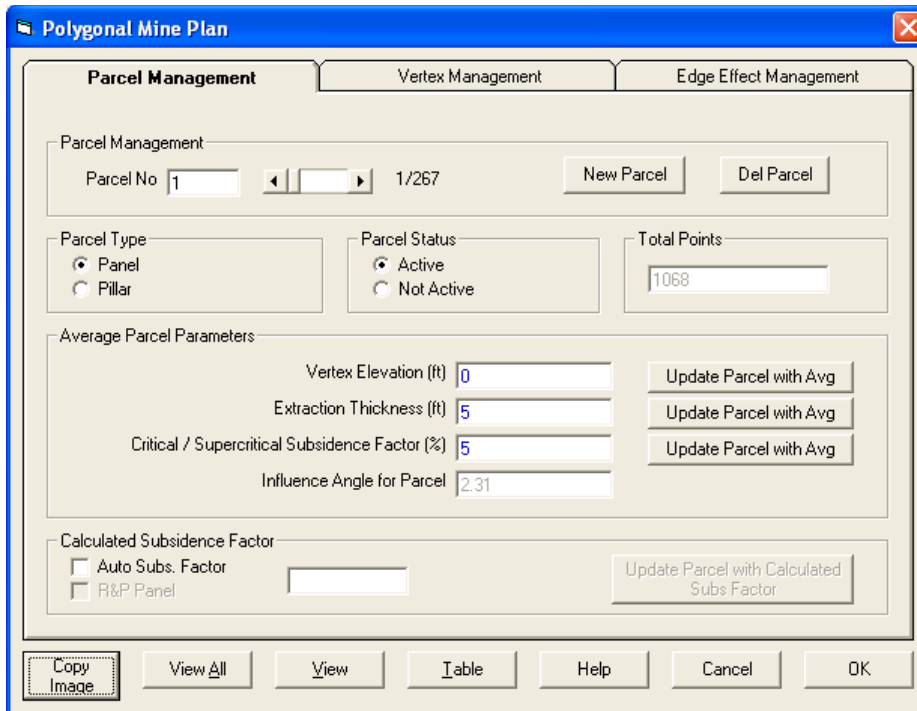 Polygonal Mine Plan
Parcel Management Vertex Management Edge Effect Management
Parcel Management
Parcel No 1 1/267 New Parcel Del Parcel
Parcel Type Parcel Status Total Points
Panel Active
1068
Pillar Not Active
Average Parcel Parameters
Vertex Elevation (ft) 0 Update Parcel with Avg
Extraction Thickness (ft) 5 Update Parcel with Avg
Critical / Supercritical Subsidence Factor (%) 5 Update Parcel with Avg
Influence Angle for Parcel 2.31
Calculated Subsidence Factor
Auto Subs. Factor
R&P Panel
Update Parcel with Calculated
Subs Factor
Copy
Image
View All View Table Help Cancel OK